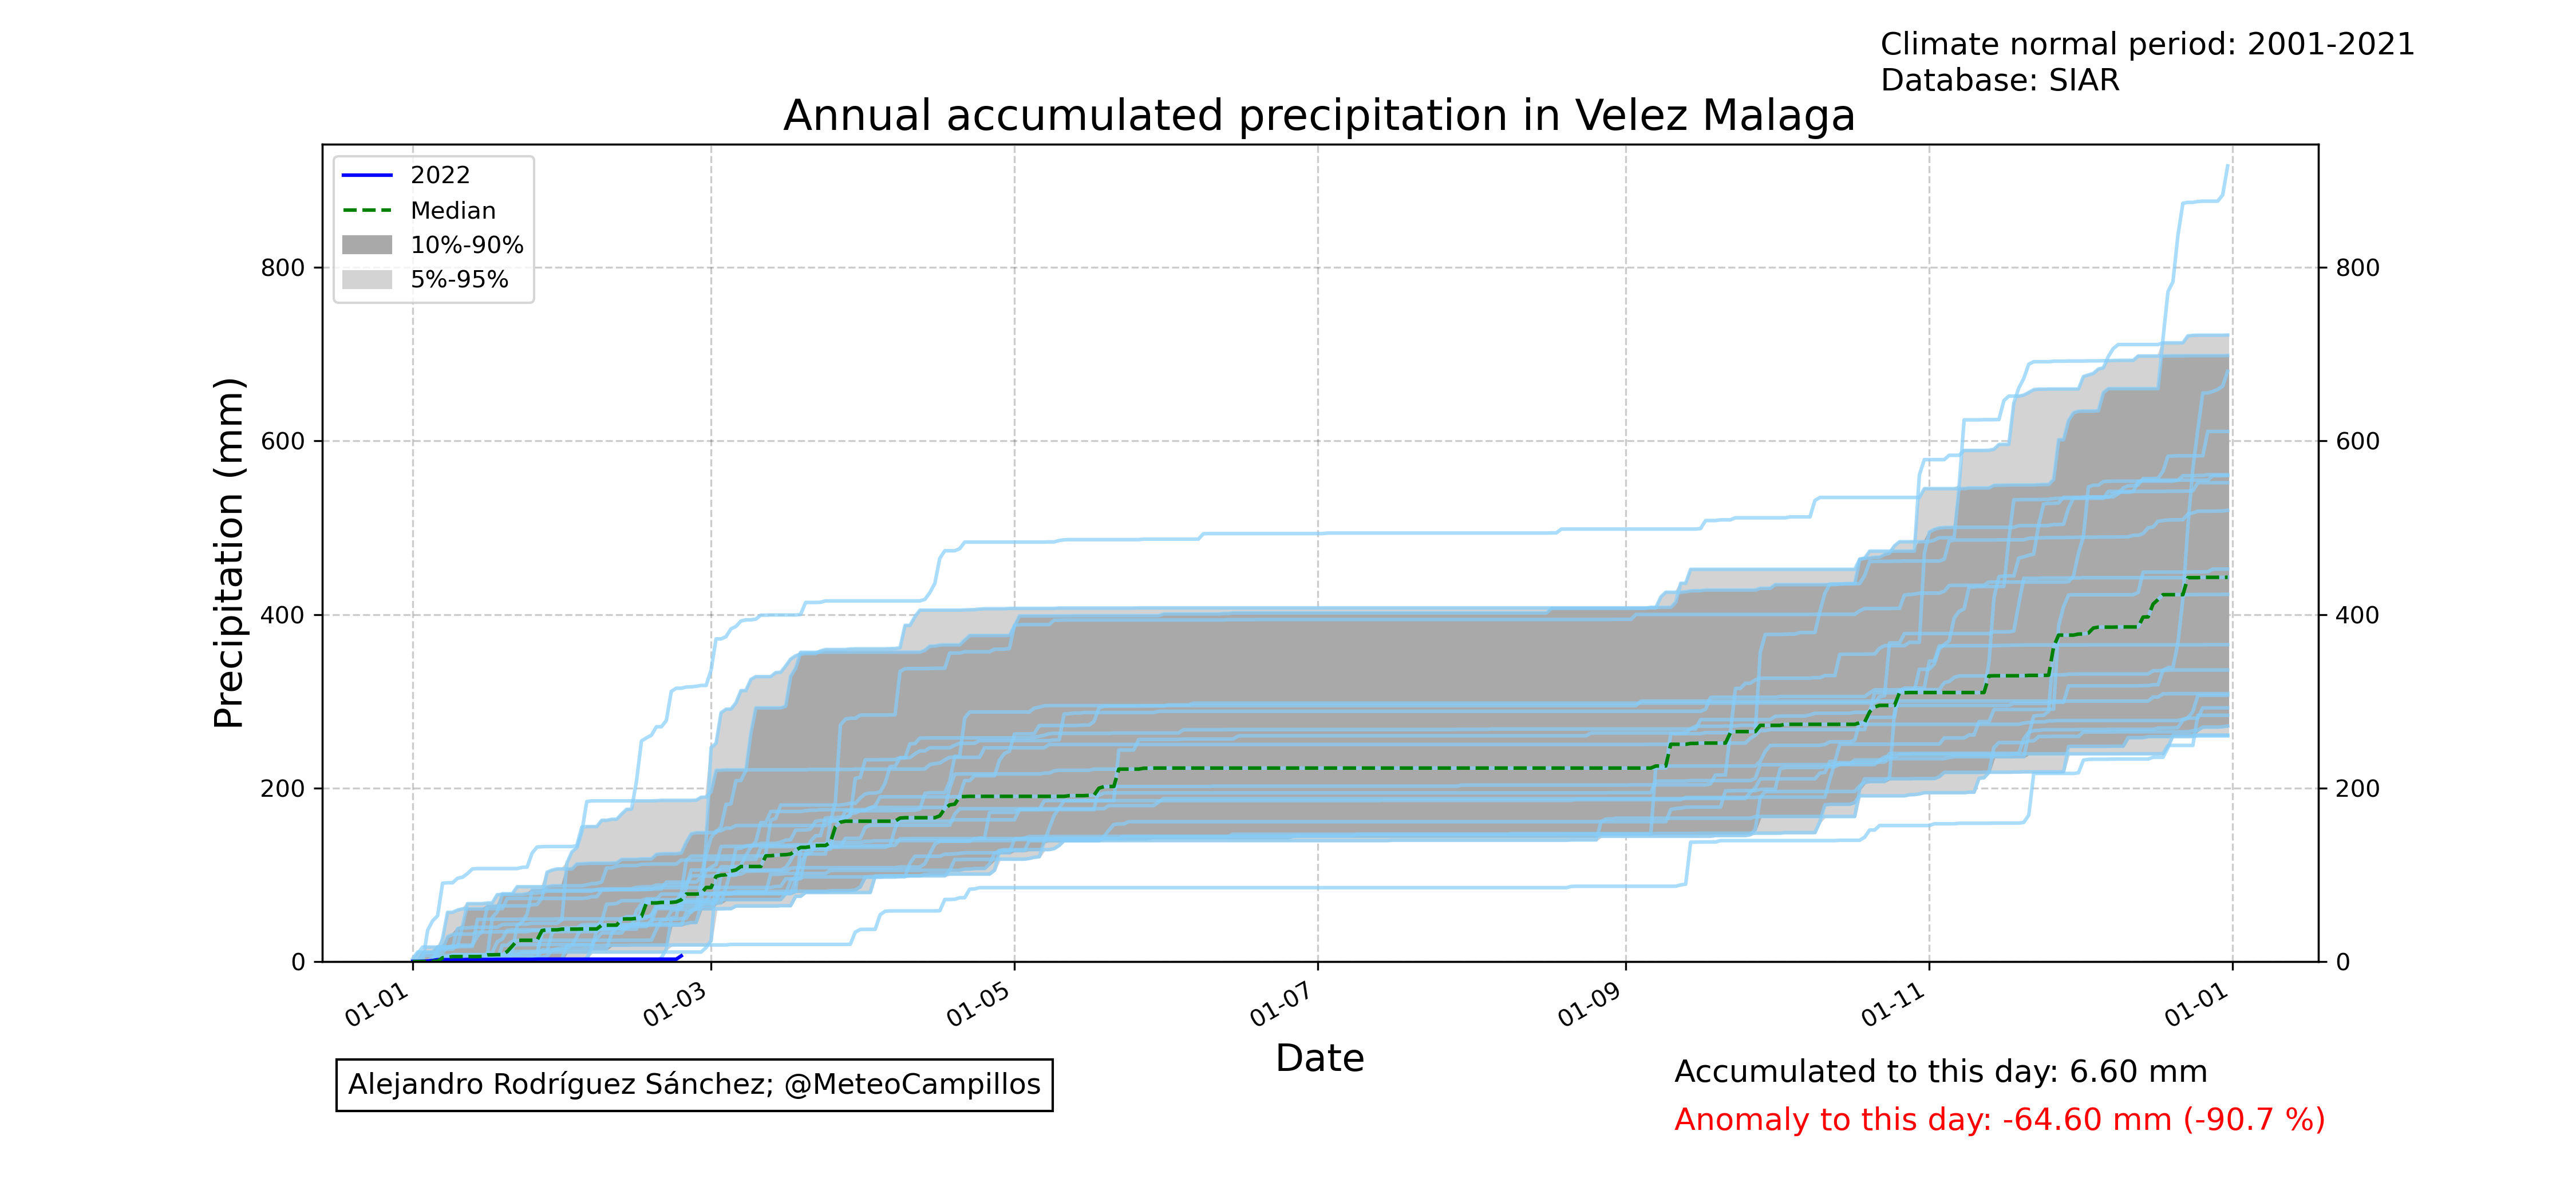 Climate normal period: 2001-2021
Database: SIAR
Annual accumulated precipitation in Velez Malaga
2022
Median
10%-90%
5%-95%
Precipitation (mm)
800
600
400
200
0
800
600
400
200
0
01-01
01-03
01-05
01-07
01-09
01-11
01-01
Date
Alejandro Rodríguez Sánchez; @MeteoCampillos
Accumulated to this day: 6.60 mm
Anomaly to this day: -64.60 mm (-90.7 %)